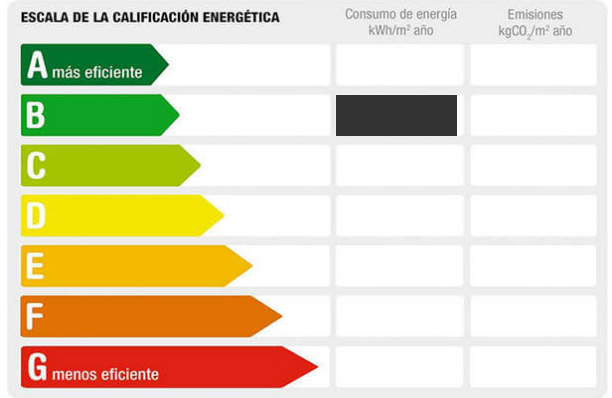 ESCALA DE LA CALIFICACIÓN ENERGÉTICA
Consumo de energía
kWh/m² año
Emisiones
kgCO₂/m² año
A más eficiente
B
C
D
E
F
G menos eficiente